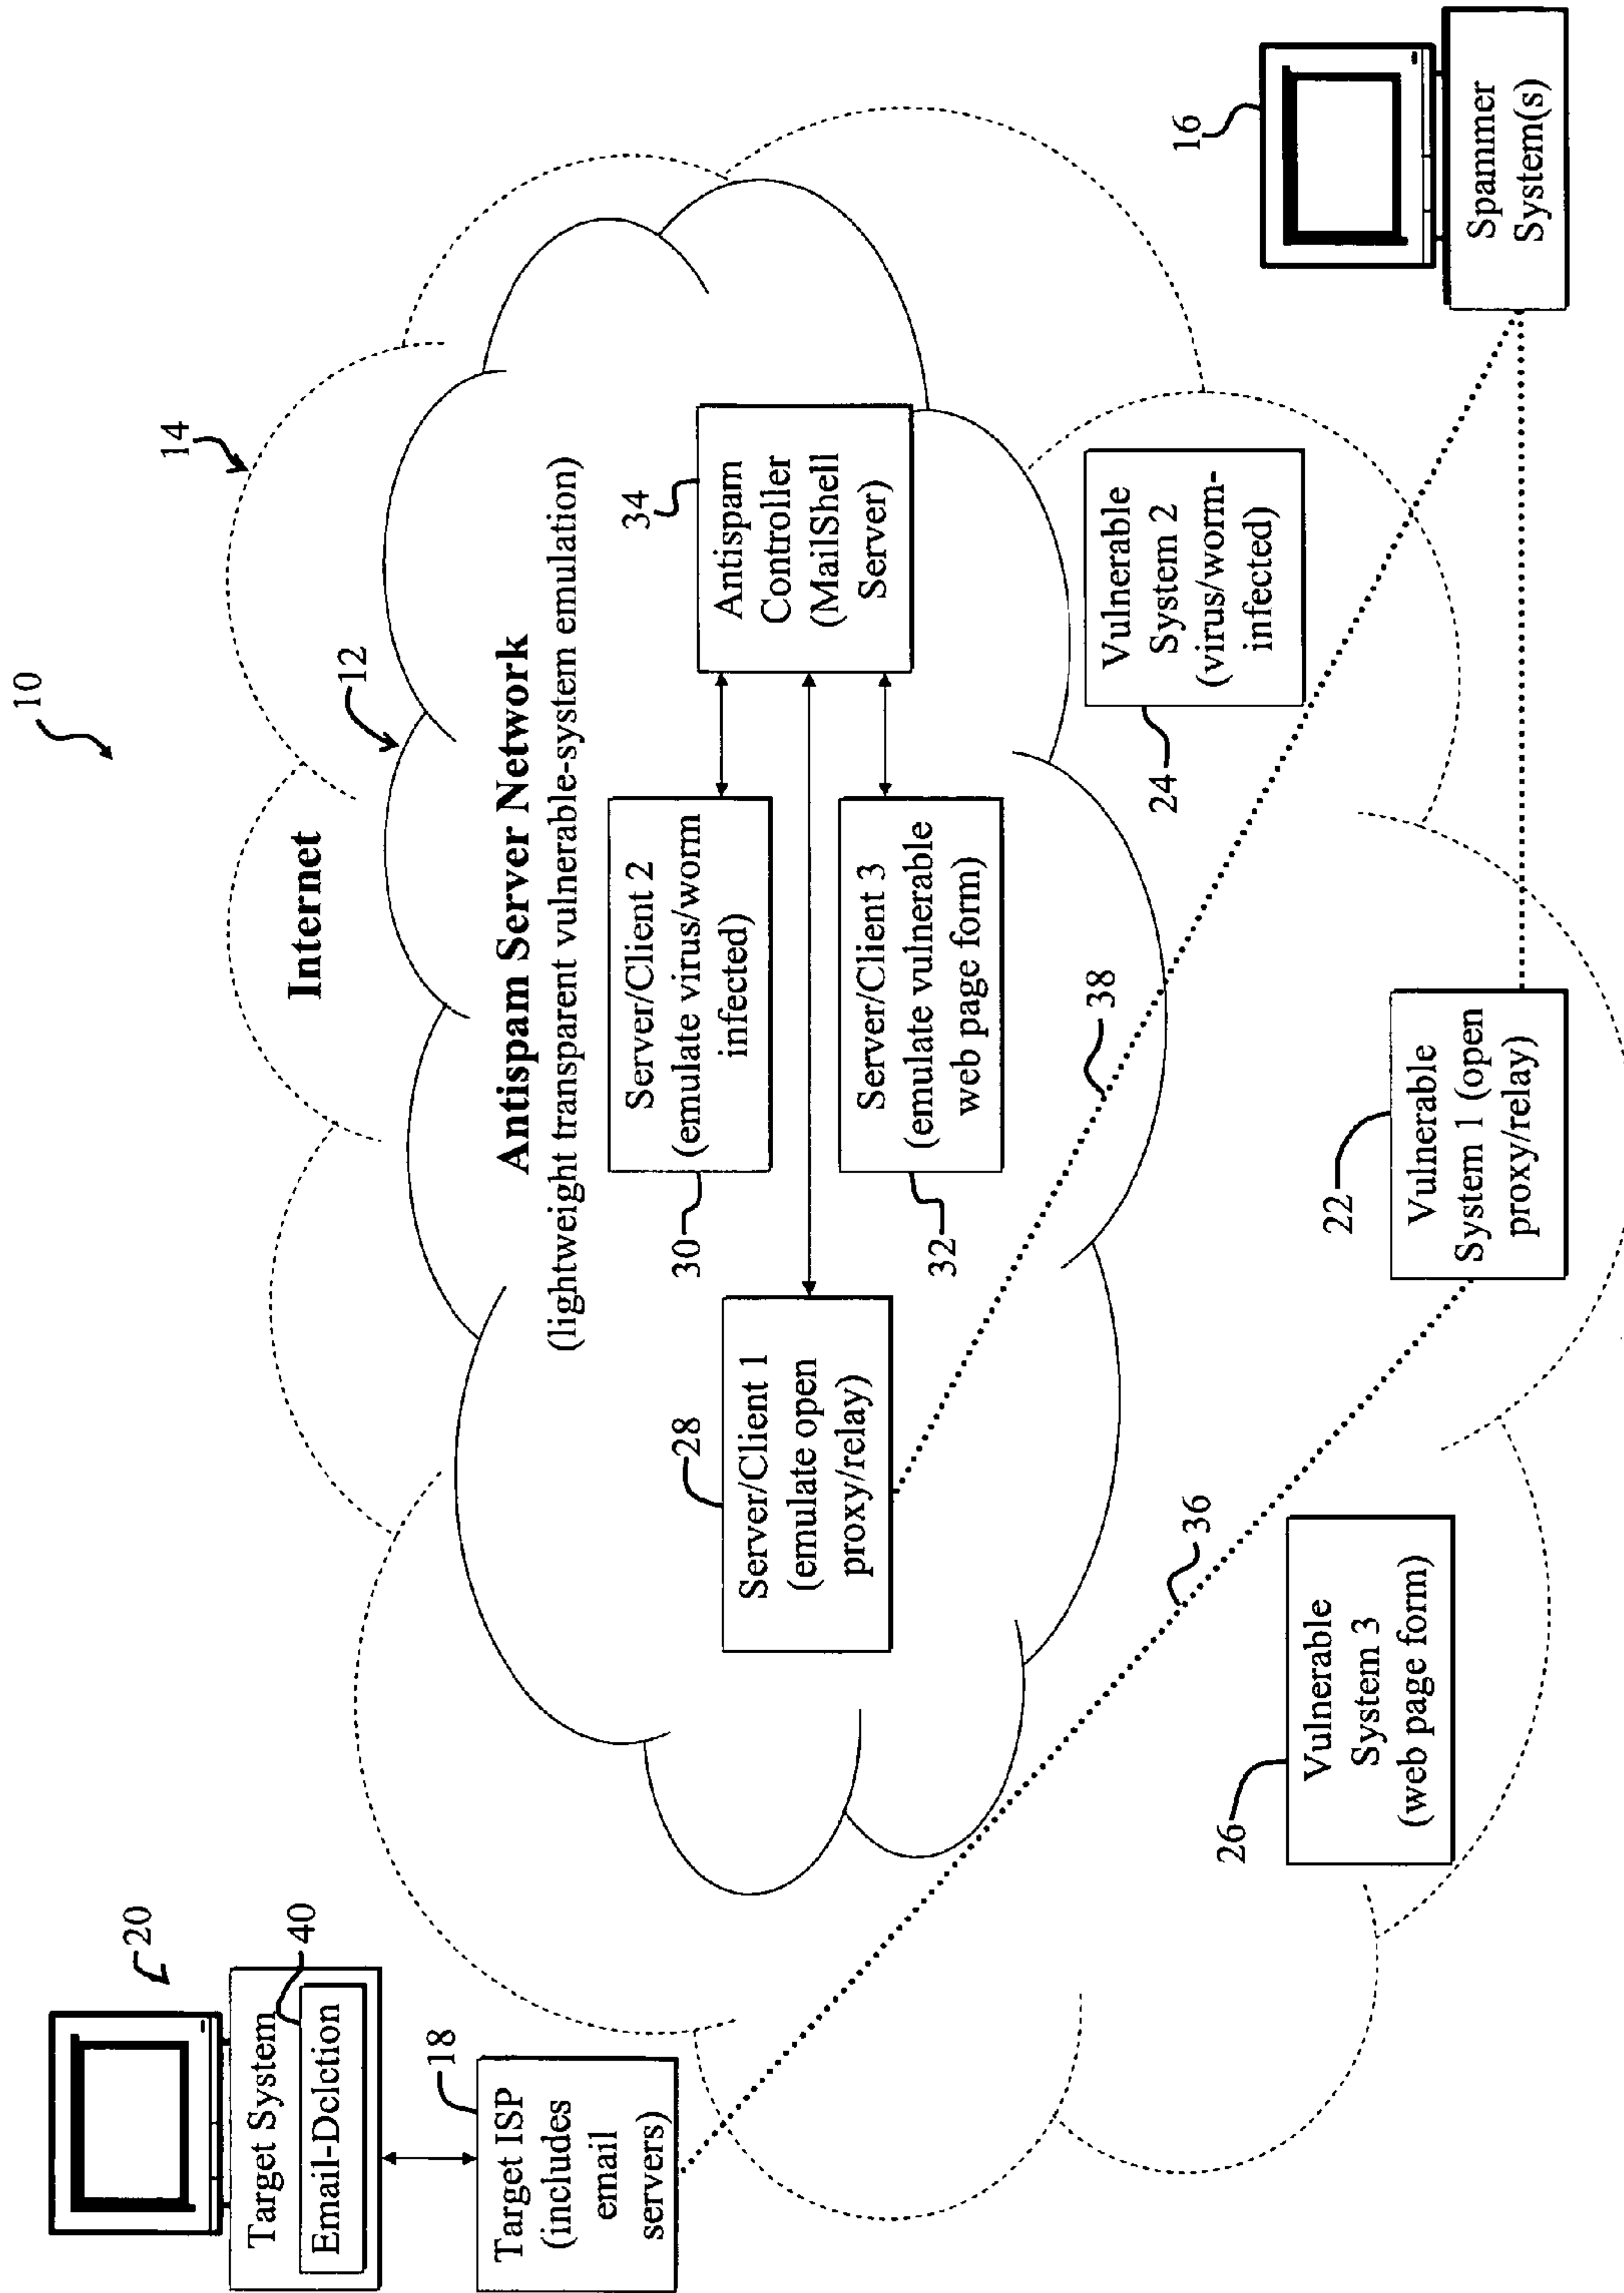 10
14
Internet
12
Antispam Server Network
(lightweight transparent vulnerable-system emulation)
20
Target System
40
Email-Deletion
18
Target ISP
(includes
email
servers)
28
Server/Client 1
(emulate open
proxy/relay)
30
Server/Client 2
(emulate virus/worm
infected)
32
Server/Client 3
(emulate vulnerable
web page form)
34
Antispam
Controller
(MailShell
Server)
38
36
16
Spammer
System(s)
24
Vulnerable
System 2
(virus/worm-
infected)
22
Vulnerable
System 1 (open
proxy/relay)
26
Vulnerable
System 3
(web page form)